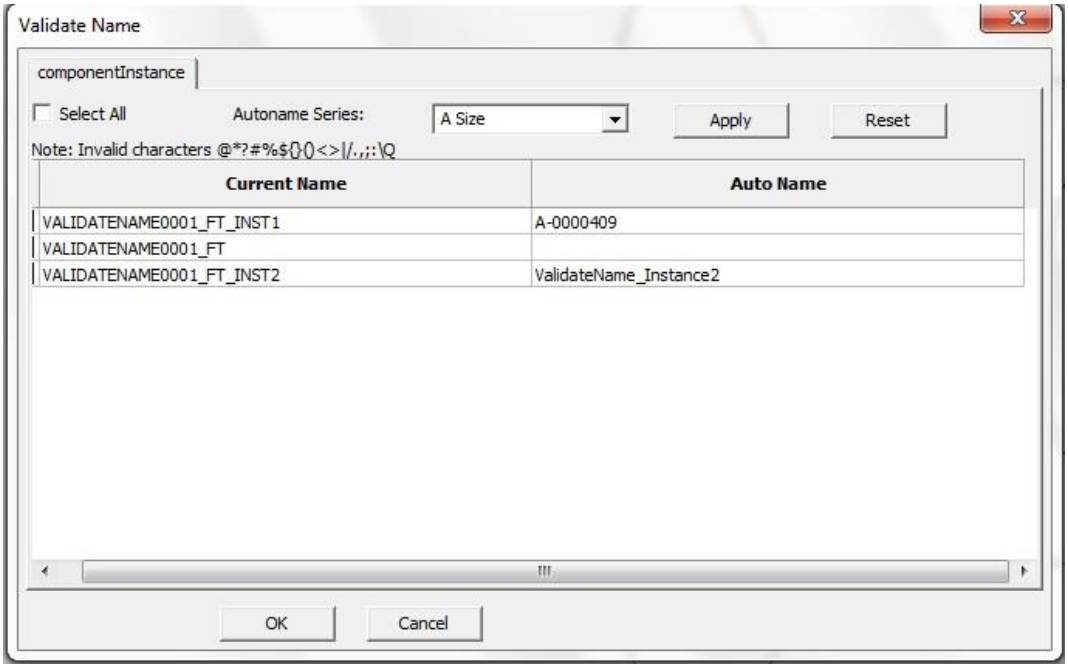 Validate Name
componentInstance
Select All Autoname Series: A Size Apply Reset
Note: Invalid characters @*?#%${}()<>|/.,;:\Q
Current Name Auto Name
VALIDATENAME0001_FT_INST1 A-0000409
VALIDATENAME0001_FT
VALIDATENAME0001_FT_INST2 ValidateName_Instance2
OK Cancel